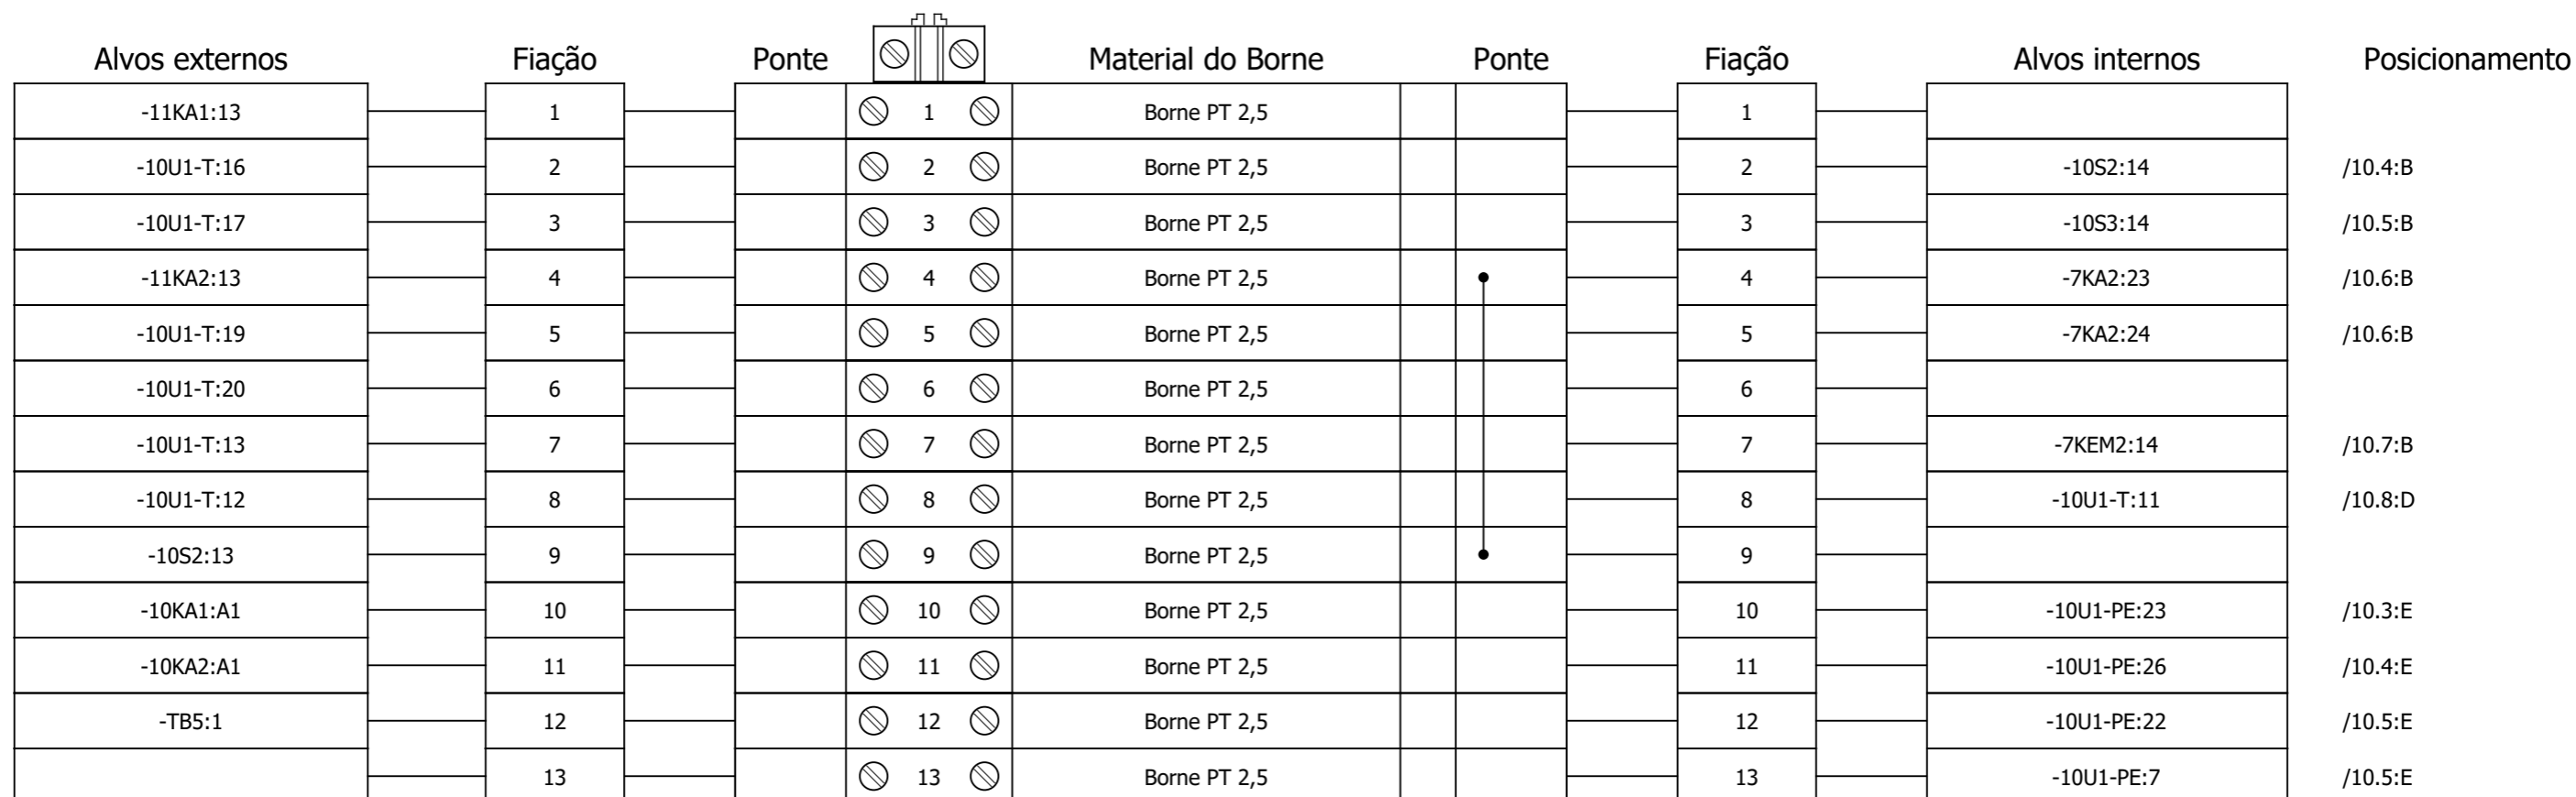 Alvos externos Fiação Ponte Material do Borne Ponte Fiação Alvos internos Posicionamento
-11KA1:13 1 1 Borne PT 2,5 1
-10U1-T:16 2 2 Borne PT 2,5 2 -10S2:14 /10.4:B
-10U1-T:17 3 3 Borne PT 2,5 3 -10S3:14 /10.5:B
-11KA2:13 4 4 Borne PT 2,5 4 -7KA2:23 /10.6:B
-10U1-T:19 5 5 Borne PT 2,5 5 -7KA2:24 /10.6:B
-10U1-T:20 6 6 Borne PT 2,5 6
-10U1-T:13 7 7 Borne PT 2,5 7 -7KEM2:14 /10.7:B
-10U1-T:12 8 8 Borne PT 2,5 8 -10U1-T:11 /10.8:D
-10S2:13 9 9 Borne PT 2,5 9
-10KA1:A1 10 10 Borne PT 2,5 10 -10U1-PE:23 /10.3:E
-10KA2:A1 11 11 Borne PT 2,5 11 -10U1-PE:26 /10.4:E
-TB5:1 12 12 Borne PT 2,5 12 -10U1-PE:22 /10.5:E
13 13 Borne PT 2,5 13 -10U1-PE:7 /10.5:E